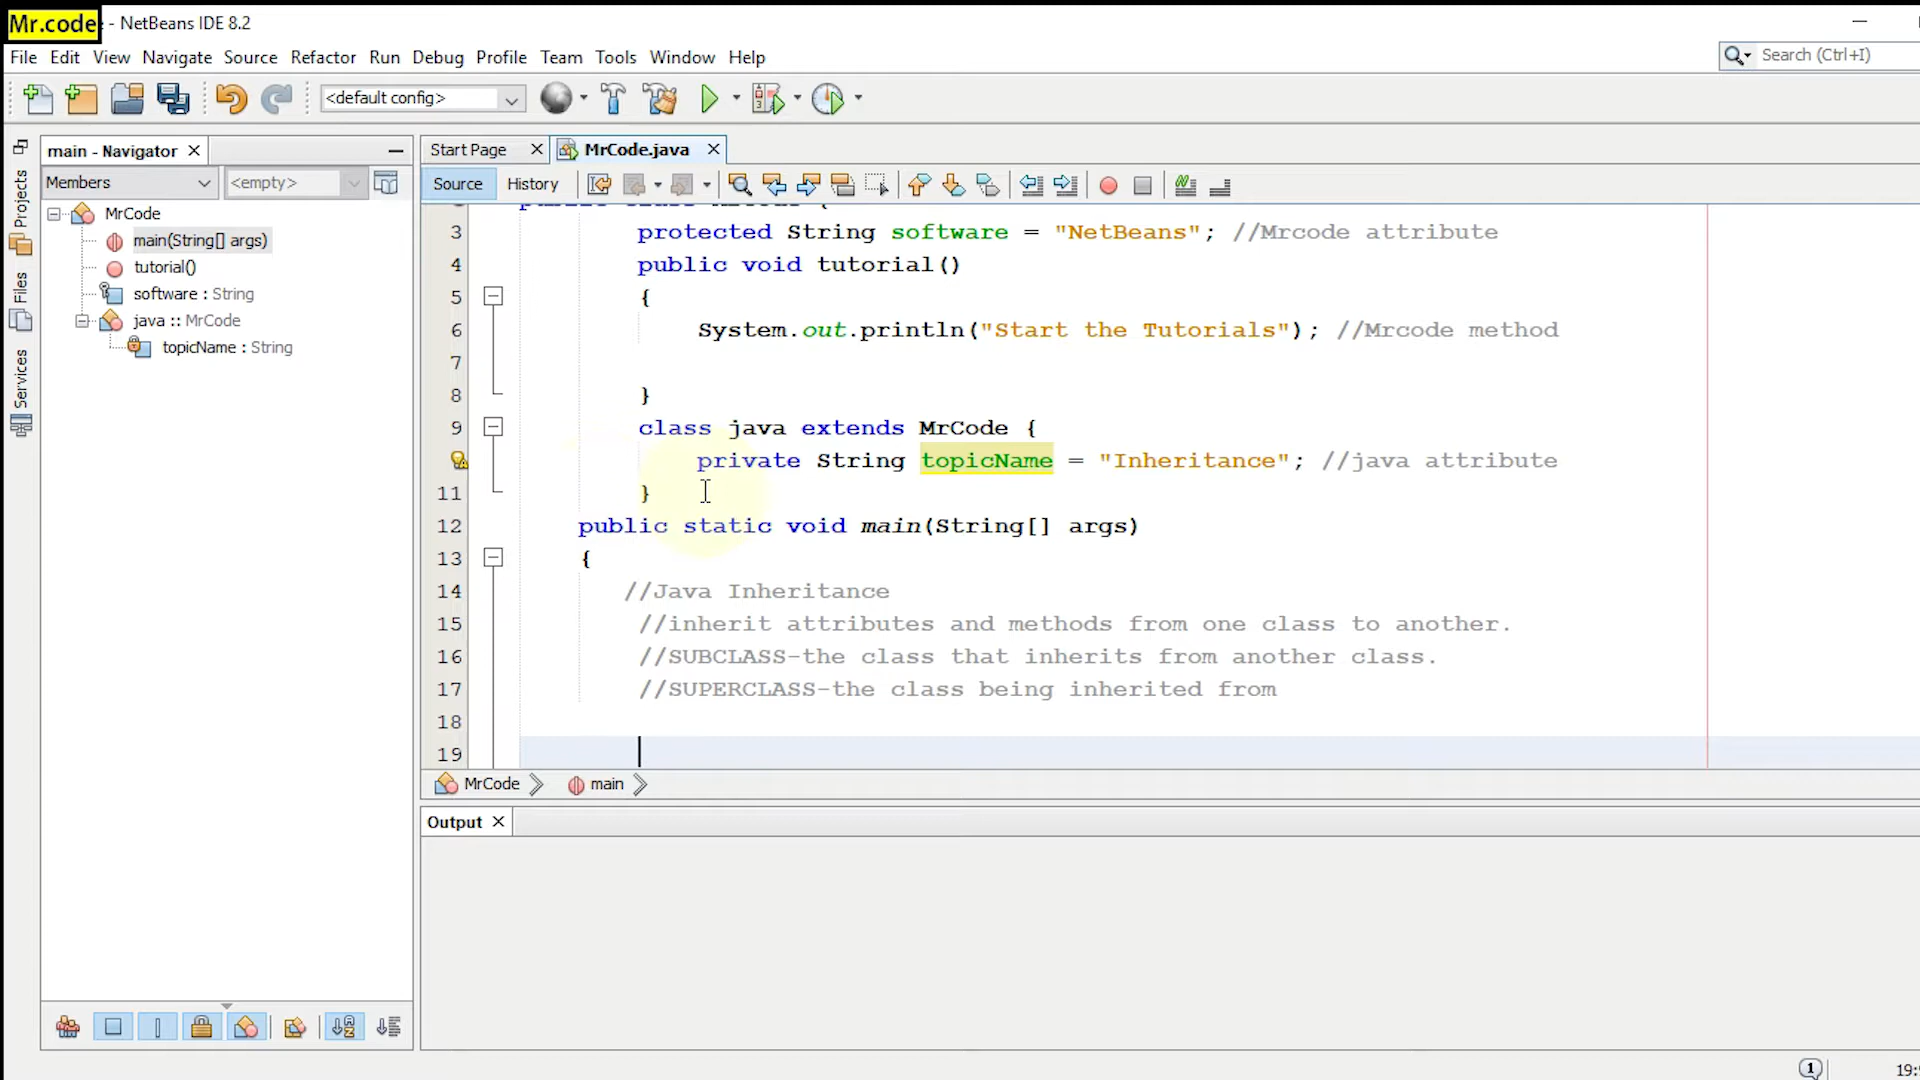 Mr.code - NetBeans IDE 8.2
File Edit View Navigate Source Refactor Run Debug Profile Team Tools Window Help
Search (Ctrl+I)
<default config>
main - Navigator
Members
<empty>
Projects
Files
Services
MrCode
main(String[] args)
tutorial()
software : String
java :: MrCode
topicName : String
Start Page
MrCode.java
Source History
3 protected String software = "NetBeans"; //Mrcode attribute
4 public void tutorial()
5 {
6 System.out.println("Start the Tutorials"); //Mrcode method
7
8 }
9 class java extends MrCode {
private String topicName = "Inheritance"; //java attribute
11 }
12 public static void main(String[] args)
13 {
14 //Java Inheritance
15 //inherit attributes and methods from one class to another.
16 //SUBCLASS-the class that inherits from another class.
17 //SUPERCLASS-the class being inherited from
18
19
MrCode main
Output
1
19: